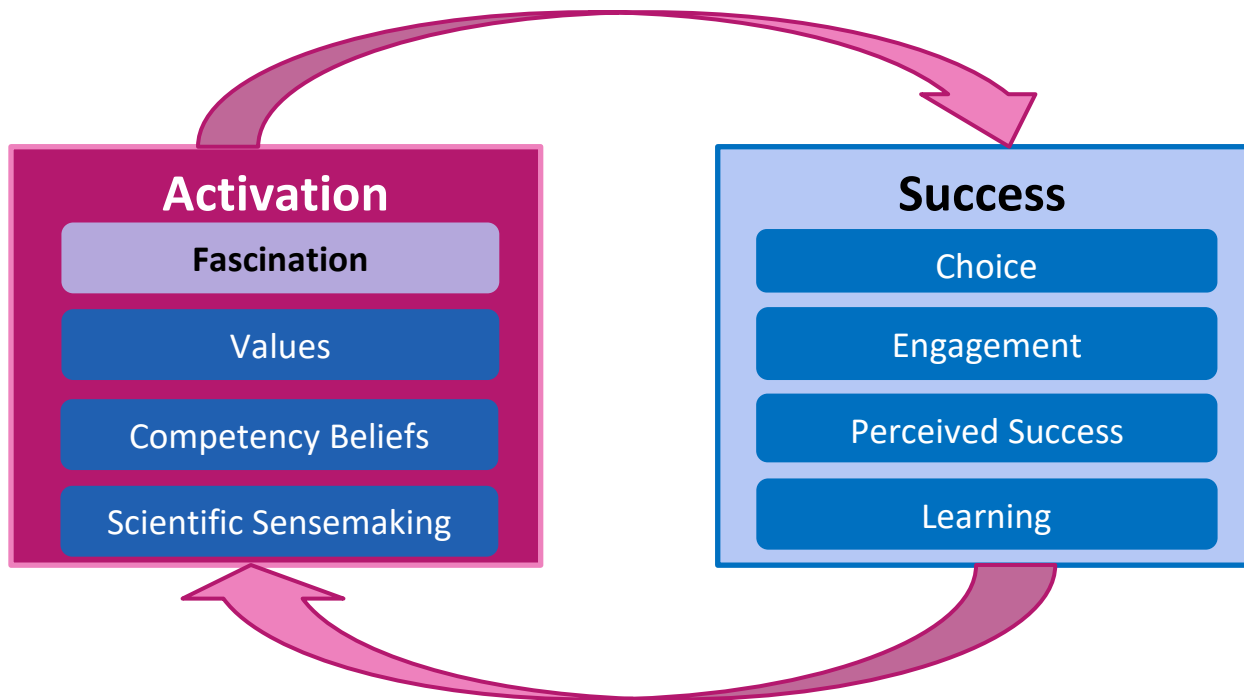 Activation
Fascination
Values
Competency Beliefs
Scientific Sensemaking
Success
Choice
Engagement
Perceived Success
Learning